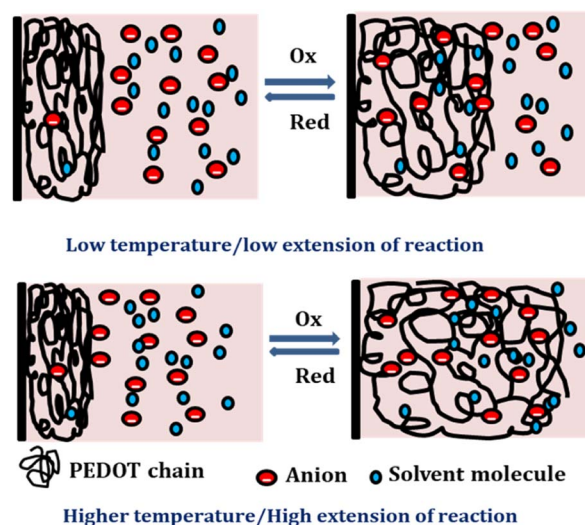 Ox
Red
Low temperature/low extension of reaction
Ox
Red
PEDOT chain
Anion
Solvent molecule
Higher temperature/High extension of reaction